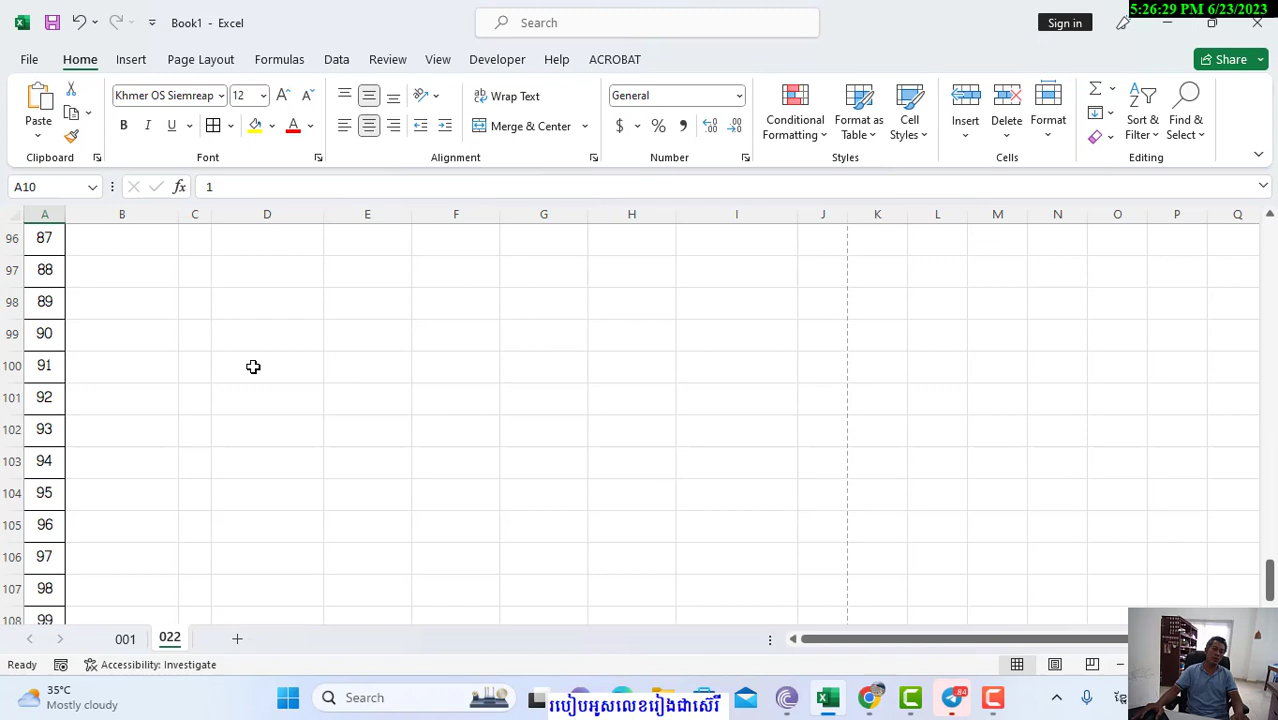 5:26:29 PM 6/23/2023
Book1 - Excel
Search
Sign in
File Home Insert Page Layout Formulas Data Review View Develo Help ACROBAT
Share
Paste
Khmer OS Siemreap 12
B I U
Wrap Text
Merge & Center
General
$ % 9
Conditional Formatting
Format as Table
Cell Styles
Insert
Delete
Format
Sort & Filter
Find & Select
Clipboard Font Alignment Number Styles Cells Editing
A10 fx 1
A B C D E F G H I J K L M N O P Q
96 87
97 88
98 89
99 90
100 91
101 92
102 93
103 94
104 95
105 96
106 97
107 98
108 99
001 022
Ready Accessibility: Investigate
35°C
Mostly cloudy
Search
84
របៀបអូសលេខរៀងជាស៊េរី